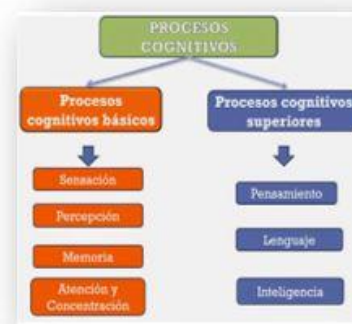 PROCESOS
COGNITIVOS
Procesos
cognitivos básicos
Sensación
Percepción
Memoria
Atención y
Concentración
Procesos cognitivos
superiores
Pensamiento
Lenguaje
Inteligencia